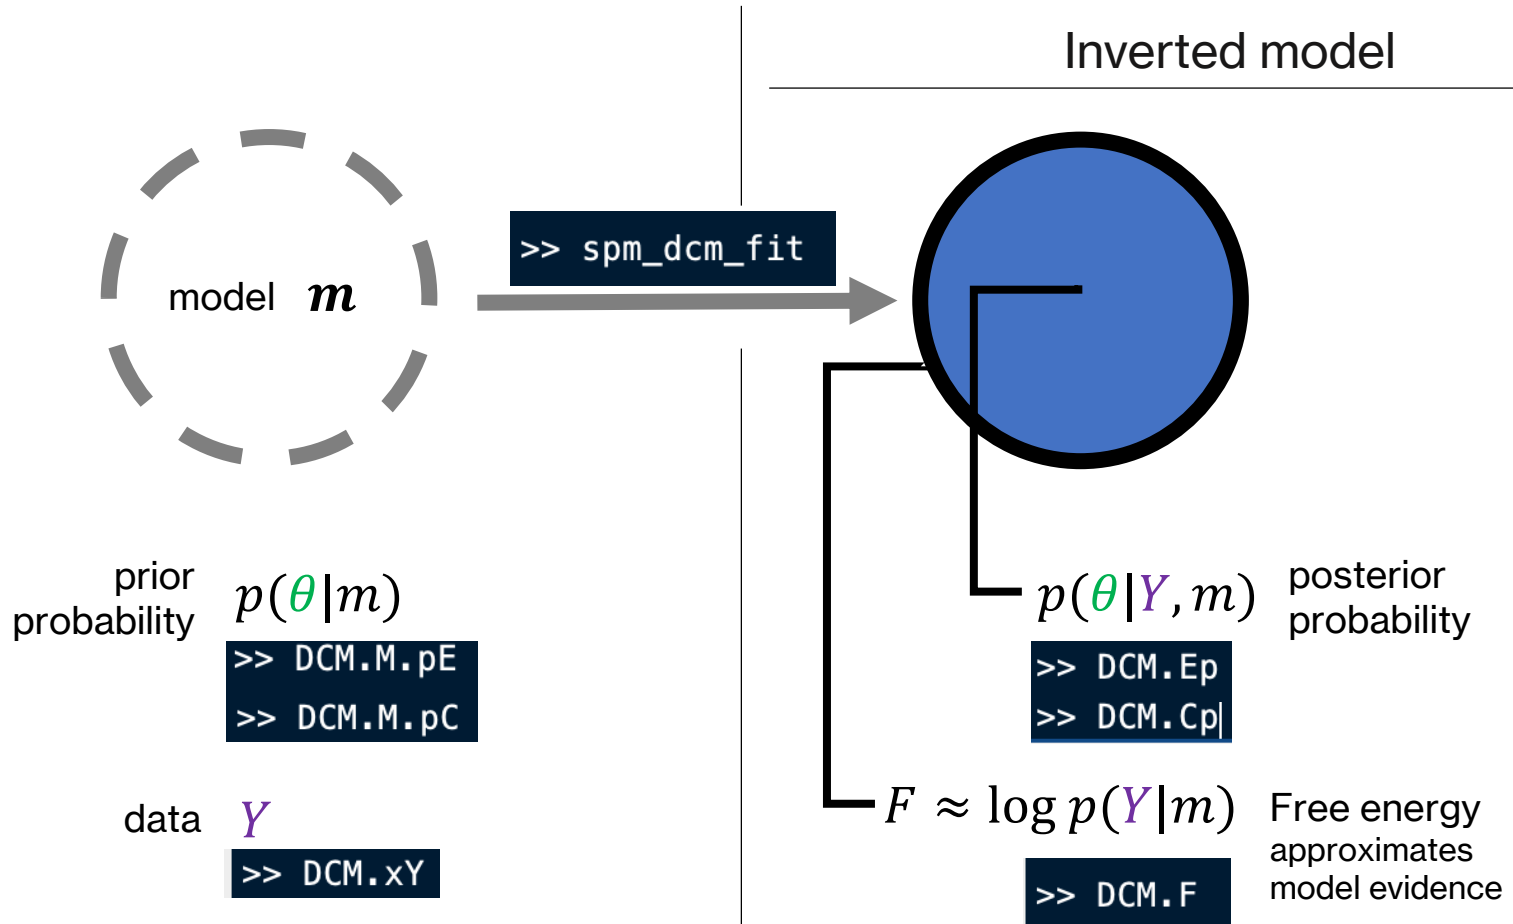 Inverted model
model m
>> spm_dcm_fit
prior
probability
p(θ|m)
>> DCM.M.pE
>> DCM.M.pC
data Y
>> DCM.xY
p(θ|Y, m)
posterior
probability
>> DCM.Ep
>> DCM.Cp
F ≈ log p(Y|m)
Free energy
approximates
model evidence
>> DCM.F